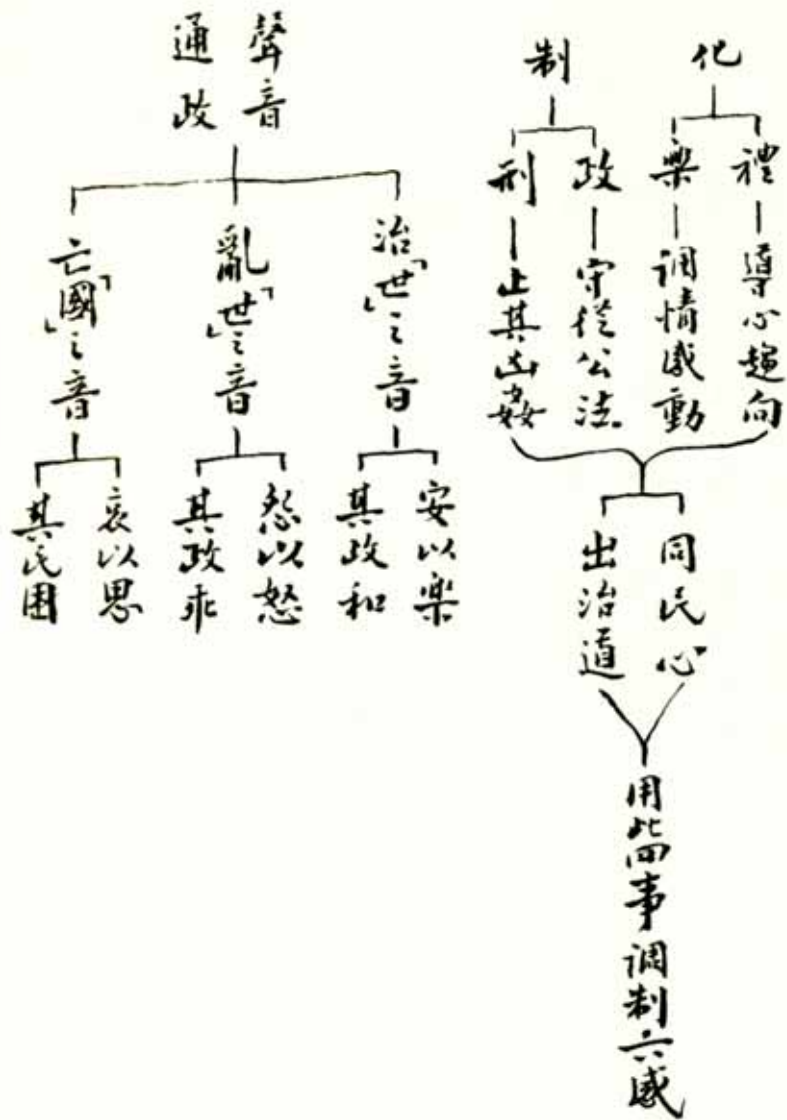 化
禮
導心趨向
樂
調情感動
制
政
守從公法
刑
止其凶姦
同民心
出治道
用此四事調制六感
聲音
通政
治「世」之音
安以樂
其政和
亂「世」之音
怨以怒
其政乖
亡「國」之音
哀以思
其民困